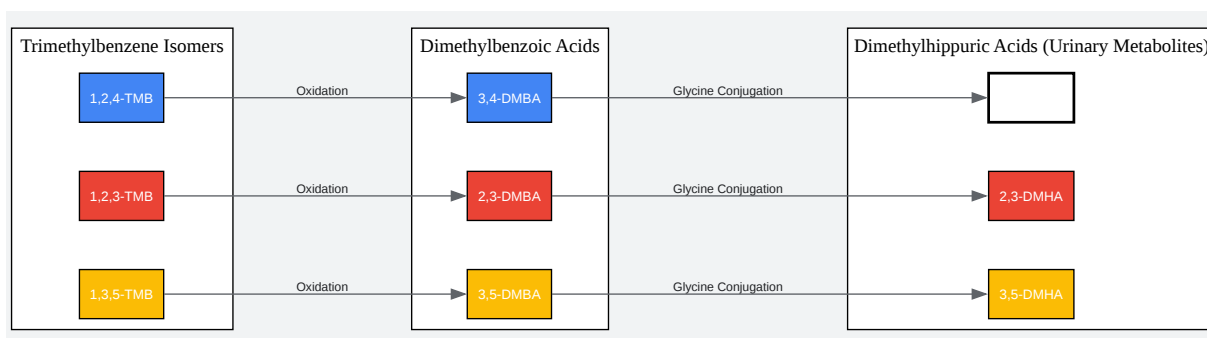 Trimethylbenzene Isomers
Dimethylbenzoic Acids
Dimethylhippuric Acids (Urinary Metabolites)
1,2,4-TMB
Oxidation
3,4-DMBA
Glycine Conjugation
1,2,3-TMB
Oxidation
2,3-DMBA
Glycine Conjugation
2,3-DMHA
1,3,5-TMB
Oxidation
3,5-DMBA
Glycine Conjugation
3,5-DMHA